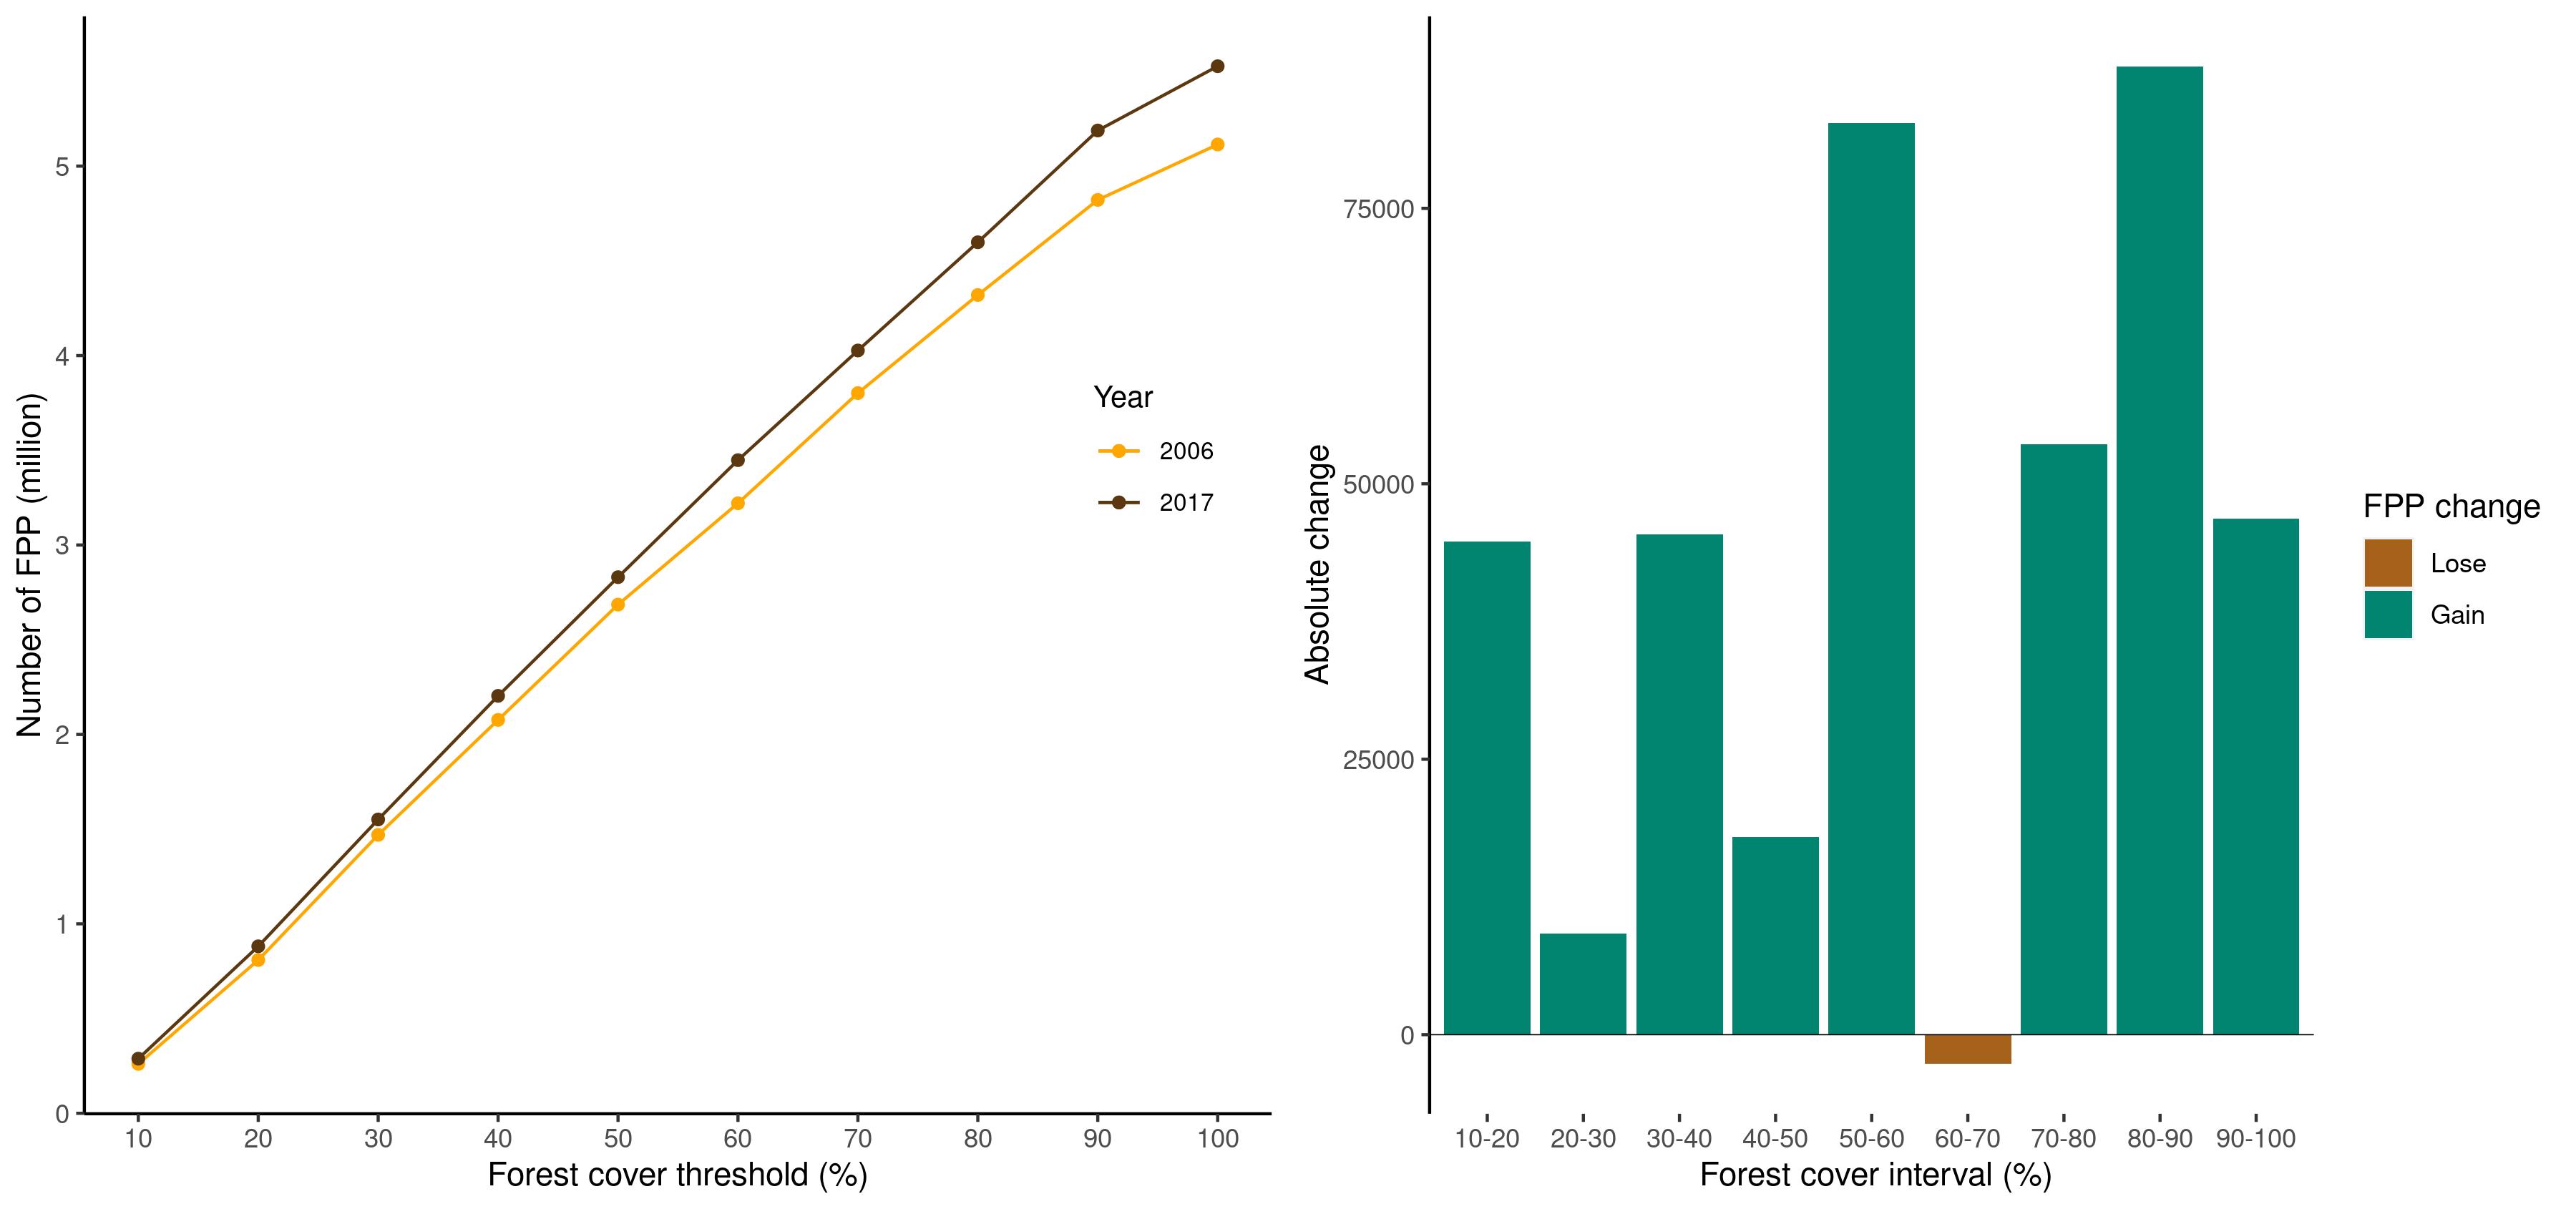 Number of FPP (million)
5
4
3
2
1
0
10 20 30 40 50 60 70 80 90 100
Forest cover threshold (%)
Year
2006
2017
Absolute change
75000
50000
25000
0
10-20 20-30 30-40 40-50 50-60 60-70 70-80 80-90 90-100
Forest cover interval (%)
FPP change
Lose
Gain